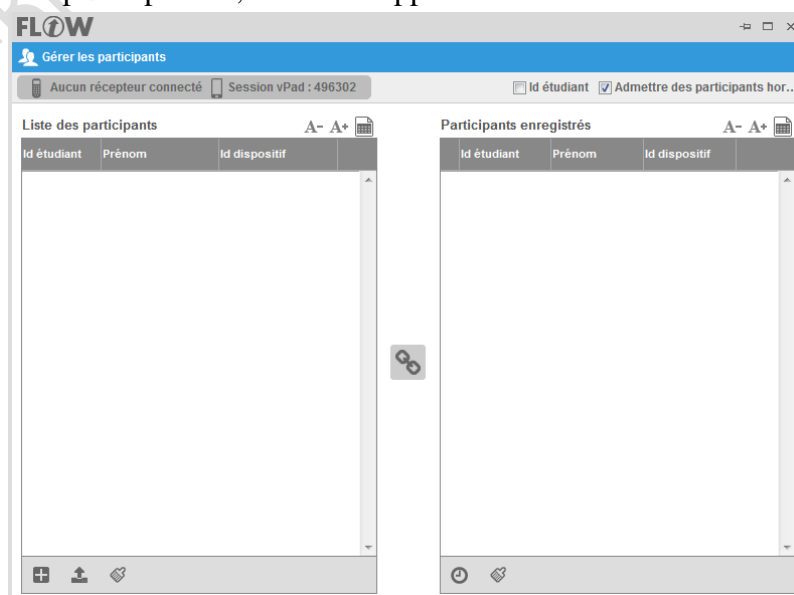 FLOW
Gérer les participants
Aucun récepteur connecté Session vPad : 496302 Id étudiant Admettre des participants hor...
Liste des participants A- A+ Participants enregistrés A- A+
Id étudiant Prénom Id dispositif Id étudiant Prénom Id dispositif